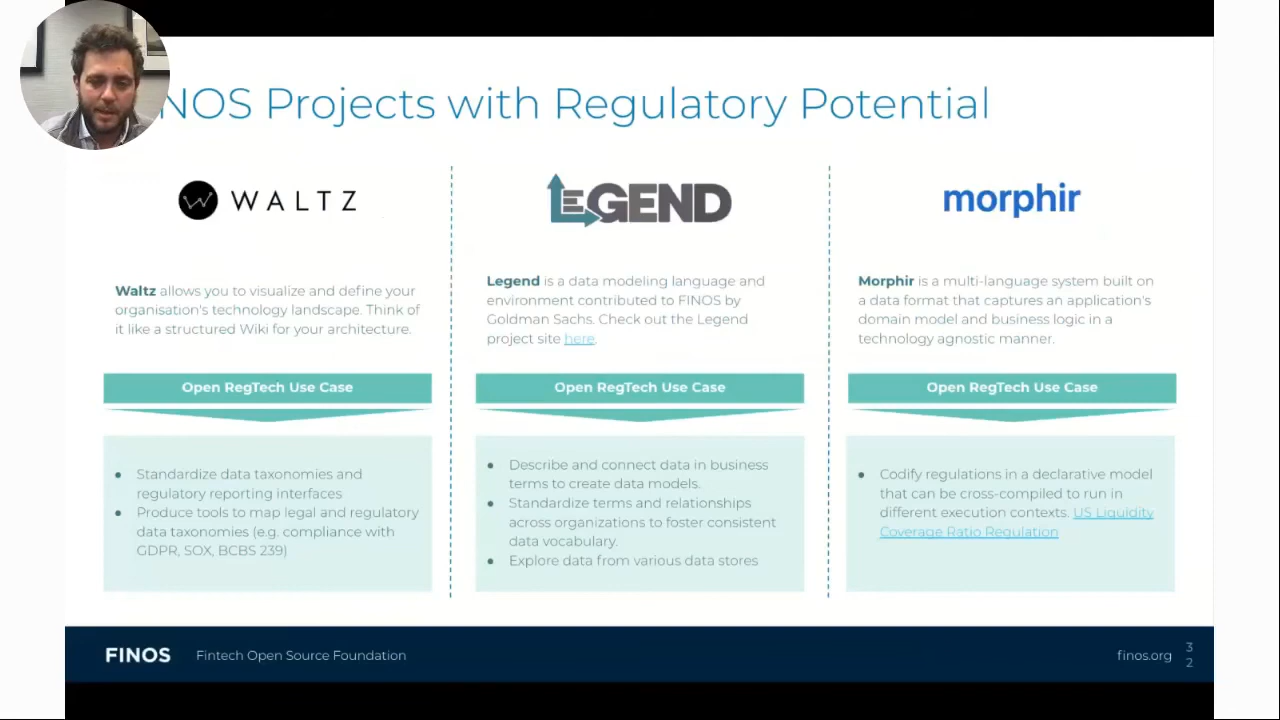 NOS Projects with Regulatory Potential
WALTZ
LEGEND
morphir
Waltz allows you to visualize and define your
organisation's technology landscape. Think of
it like a structured Wiki for your architecture.
Legend is a data modeling language and
environment contributed to FINOS by
Goldman Sachs. Check out the Legend
project site here.
Morphir is a multi-language system built on
a data format that captures an application's
domain model and business logic in a
technology agnostic manner.
Open RegTech Use Case
Open RegTech Use Case
Open RegTech Use Case
● Standardize data taxonomies and
regulatory reporting interfaces
● Produce tools to map legal and regulatory
data taxonomies (e.g. compliance with
GDPR, SOX, BCBS 239)
● Describe and connect data in business
terms to create data models.
● Standardize terms and relationships
across organizations to foster consistent
data vocabulary.
● Explore data from various data stores
● Codify regulations in a declarative model
that can be cross-compiled to run in
different execution contexts. US Liquidity
Coverage Ratio Regulation
FINOS
Fintech Open Source Foundation
finos.org
3
2